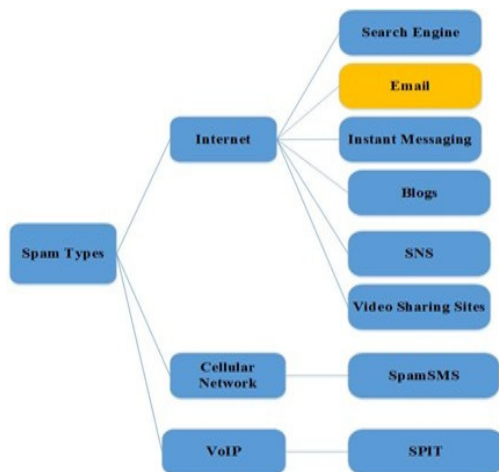 Search Engine
Email
Internet
Instant Messaging
Blogs
Spam Types
SNS
Video Sharing Sites
Cellular
Network
SpamSMS
VoIP
SPIT